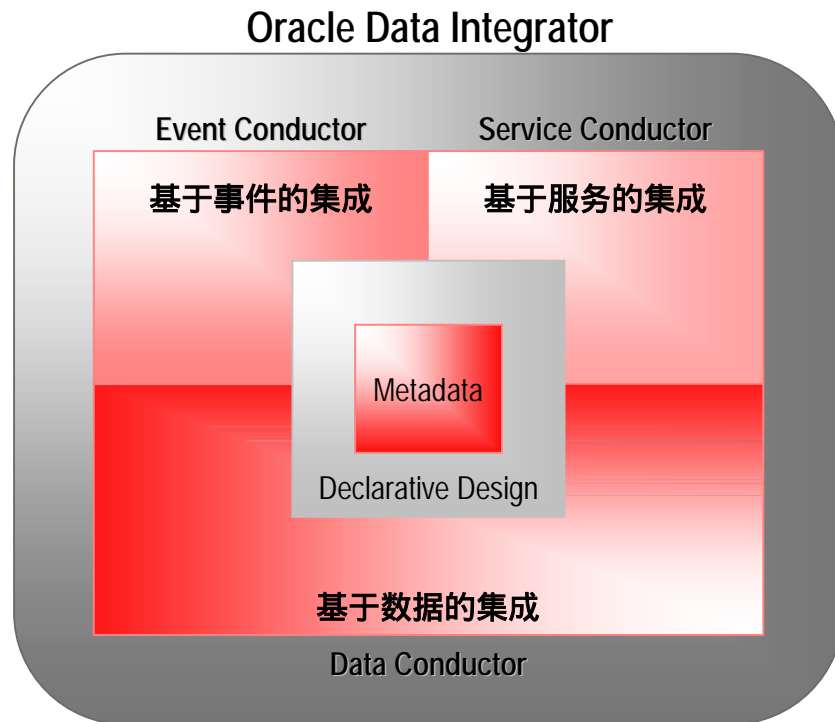 Oracle Data Integrator
Event Conductor
Service Conductor
基于事件的集成
基于服务的集成
Metadata
Declarative Design
基于数据的集成
Data Conductor